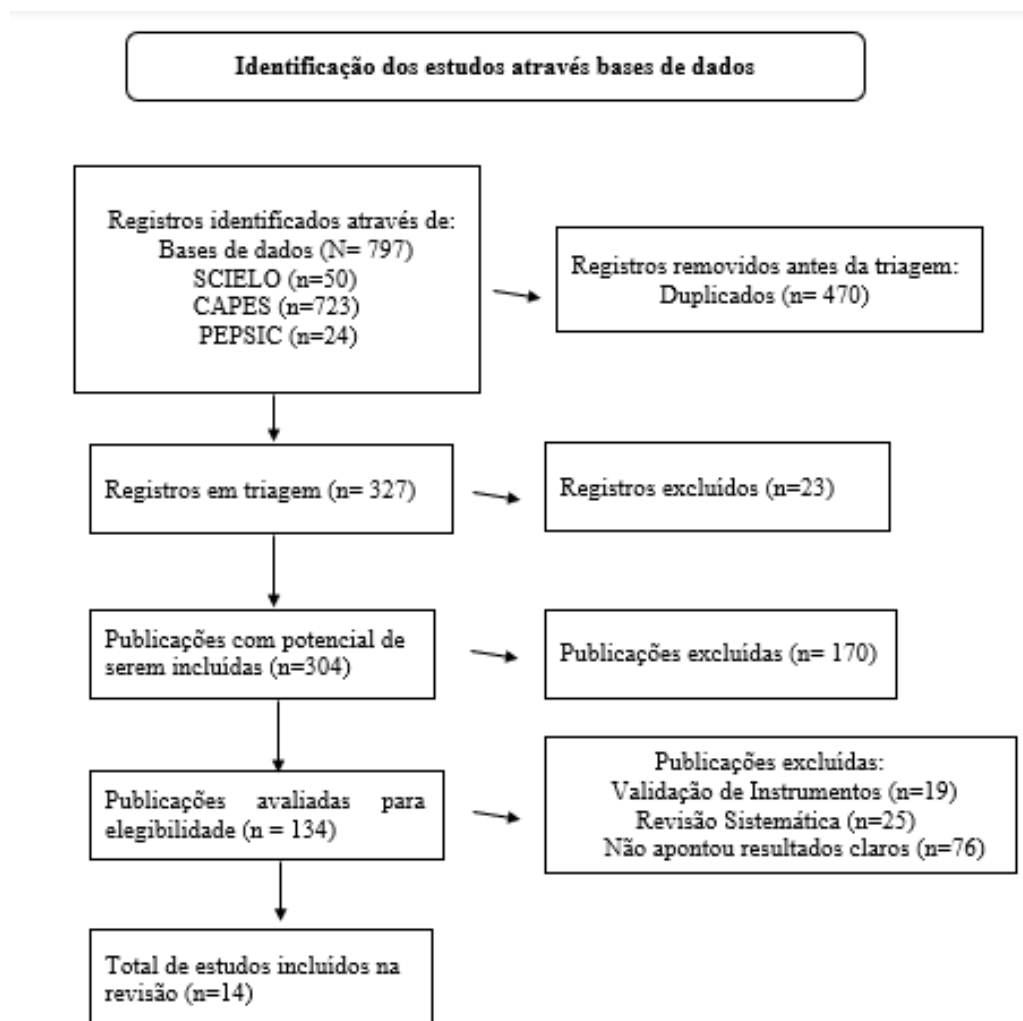 Identificação dos estudos através bases de dados
Registros identificados através de:
Bases de dados (N= 797)
SCIELO (n=50)
CAPES (n=723)
PEPSIC (n=24)
Registros removidos antes da triagem:
Duplicados (n= 470)
Registros em triagem (n= 327)
Registros excluídos (n=23)
Publicações com potencial de
serem incluídas (n=304)
Publicações excluídas (n= 170)
Publicações avaliadas para
elegibilidade (n = 134)
Publicações excluídas:
Validação de Instrumentos (n=19)
Revisão Sistemática (n=25)
Não apontou resultados claros (n=76)
Total de estudos incluídos na
revisão (n=14)